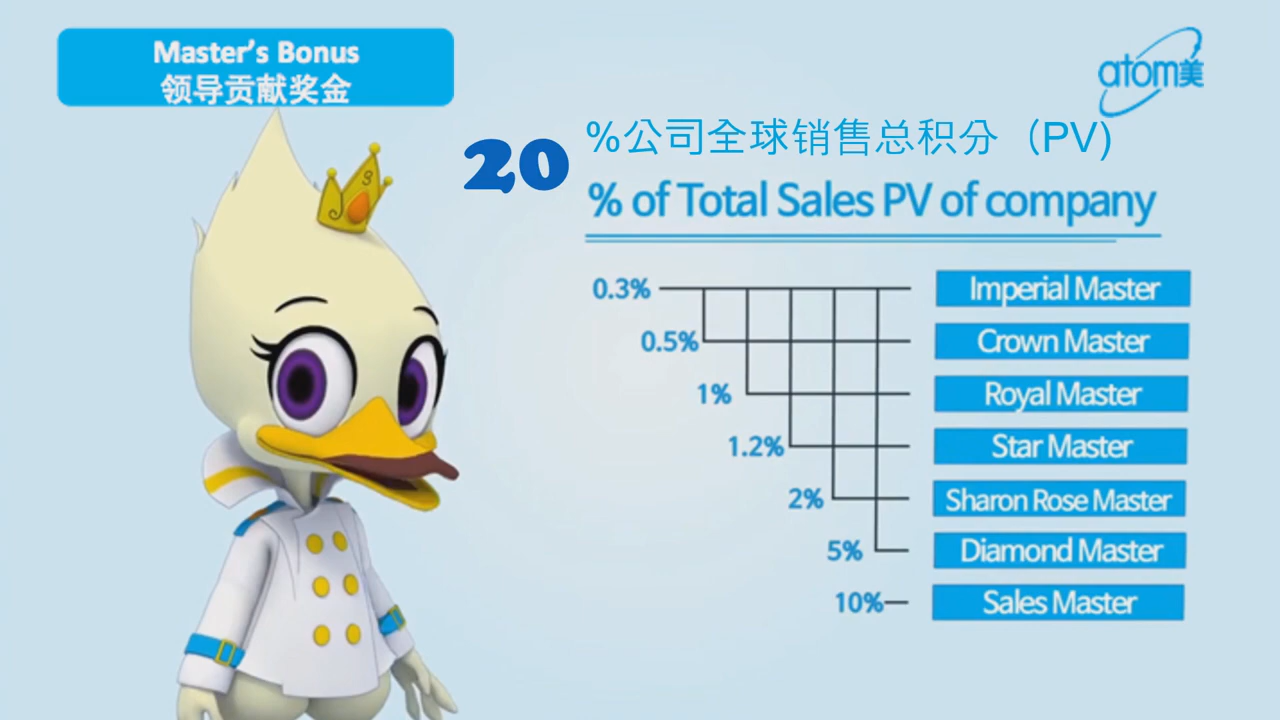 Master’s Bonus
领导贡献奖金
atom美
20
%公司全球销售总积分（PV)
% of Total Sales PV of company
0.3% Imperial Master
0.5% Crown Master
1% Royal Master
1.2% Star Master
2% Sharon Rose Master
5% Diamond Master
10% Sales Master